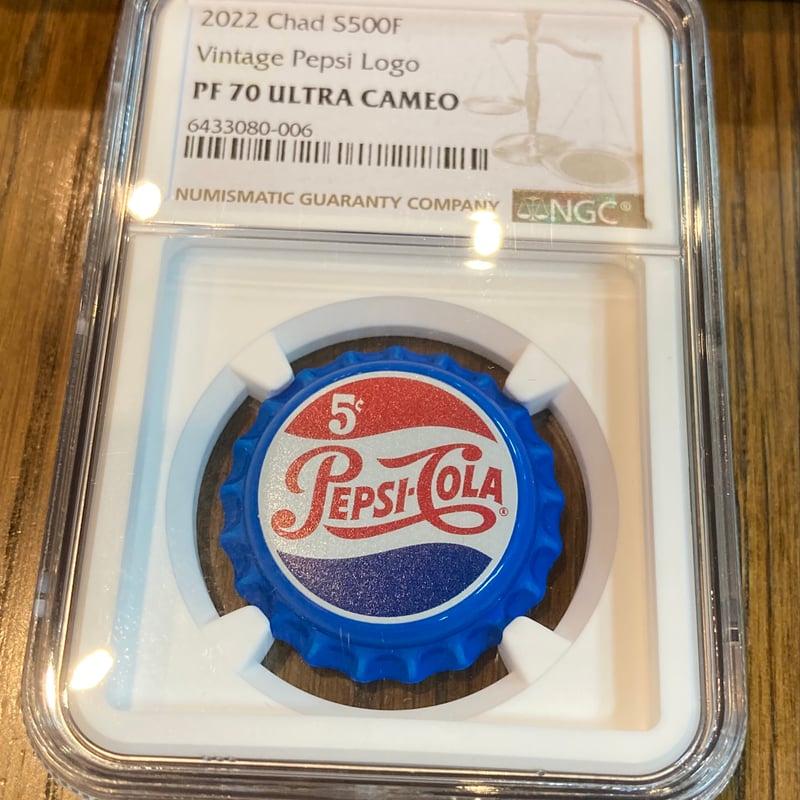 2022 Chad S500F
Vintage Pepsi Logo
PF 70 ULTRA CAMEO
6433080-006
NUMISMATIC GUARANTY COMPANY NGC®
5¢
PEPSI-COLA®